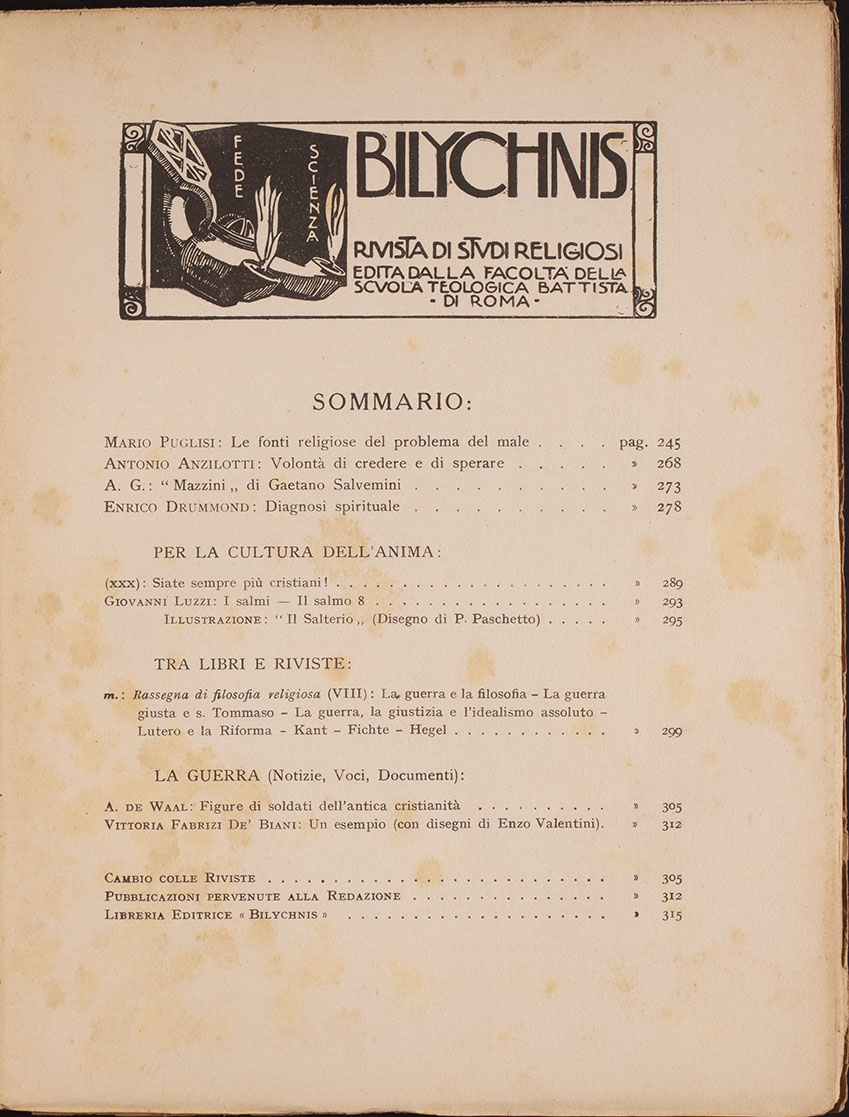 FEDE
SCIENZA
BILYCHNIS
RIVISTA DI STVDI RELIGIOSI
EDITA DALLA FACOLTA' DELLA
SCVOLA TEOLOGICA BATTISTA
- DI ROMA -
SOMMARIO:
MARIO PUGLISI: Le fonti religiose del problema del male . . . . pag. 245
ANTONIO ANZILOTTI: Volontà di credere e di sperare . . . . . » 268
A. G.: “ Mazzini „ di Gaetano Salvemini . . . . . . . . . . » 273
ENRICO DRUMMOND: Diagnosi spirituale . . . . . . . . . . » 278
PER LA CULTURA DELL'ANIMA:
(xxx): Siate sempre più cristiani! . . . . . . . . . . . . . . . . . . . . . » 289
GIOVANNI LUZZI: I salmi — Il salmo 8 . . . . . . . . . . . . . . . . . . » 293
ILLUSTRAZIONE: “ Il Salterio „ (Disegno di P. Paschetto) . . . . . » 295
TRA LIBRI E RIVISTE:
m.: Rassegna di filosofia religiosa (VIII): La guerra e la filosofia - La guerra
giusta e s. Tommaso - La guerra, la giustizia e l'idealismo assoluto -
Lutero e la Riforma - Kant - Fichte - Hegel . . . . . . . . . . . . » 299
LA GUERRA (Notizie, Voci, Documenti):
A. DE WAAL: Figure di soldati dell'antica cristianità . . . . . . . . . . » 305
VITTORIA FABRIZI DE' BIANI: Un esempio (con disegni di Enzo Valentini). » 312
CAMBIO COLLE RIVISTE . . . . . . . . . . . . . . . . . . . . . . . . . . » 305
PUBBLICAZIONI PERVENUTE ALLA REDAZIONE . . . . . . . . . . . . . . . » 312
LIBRERIA EDITRICE « BILYCHNIS » . . . . . . . . . . . . . . . . . . . . » 315